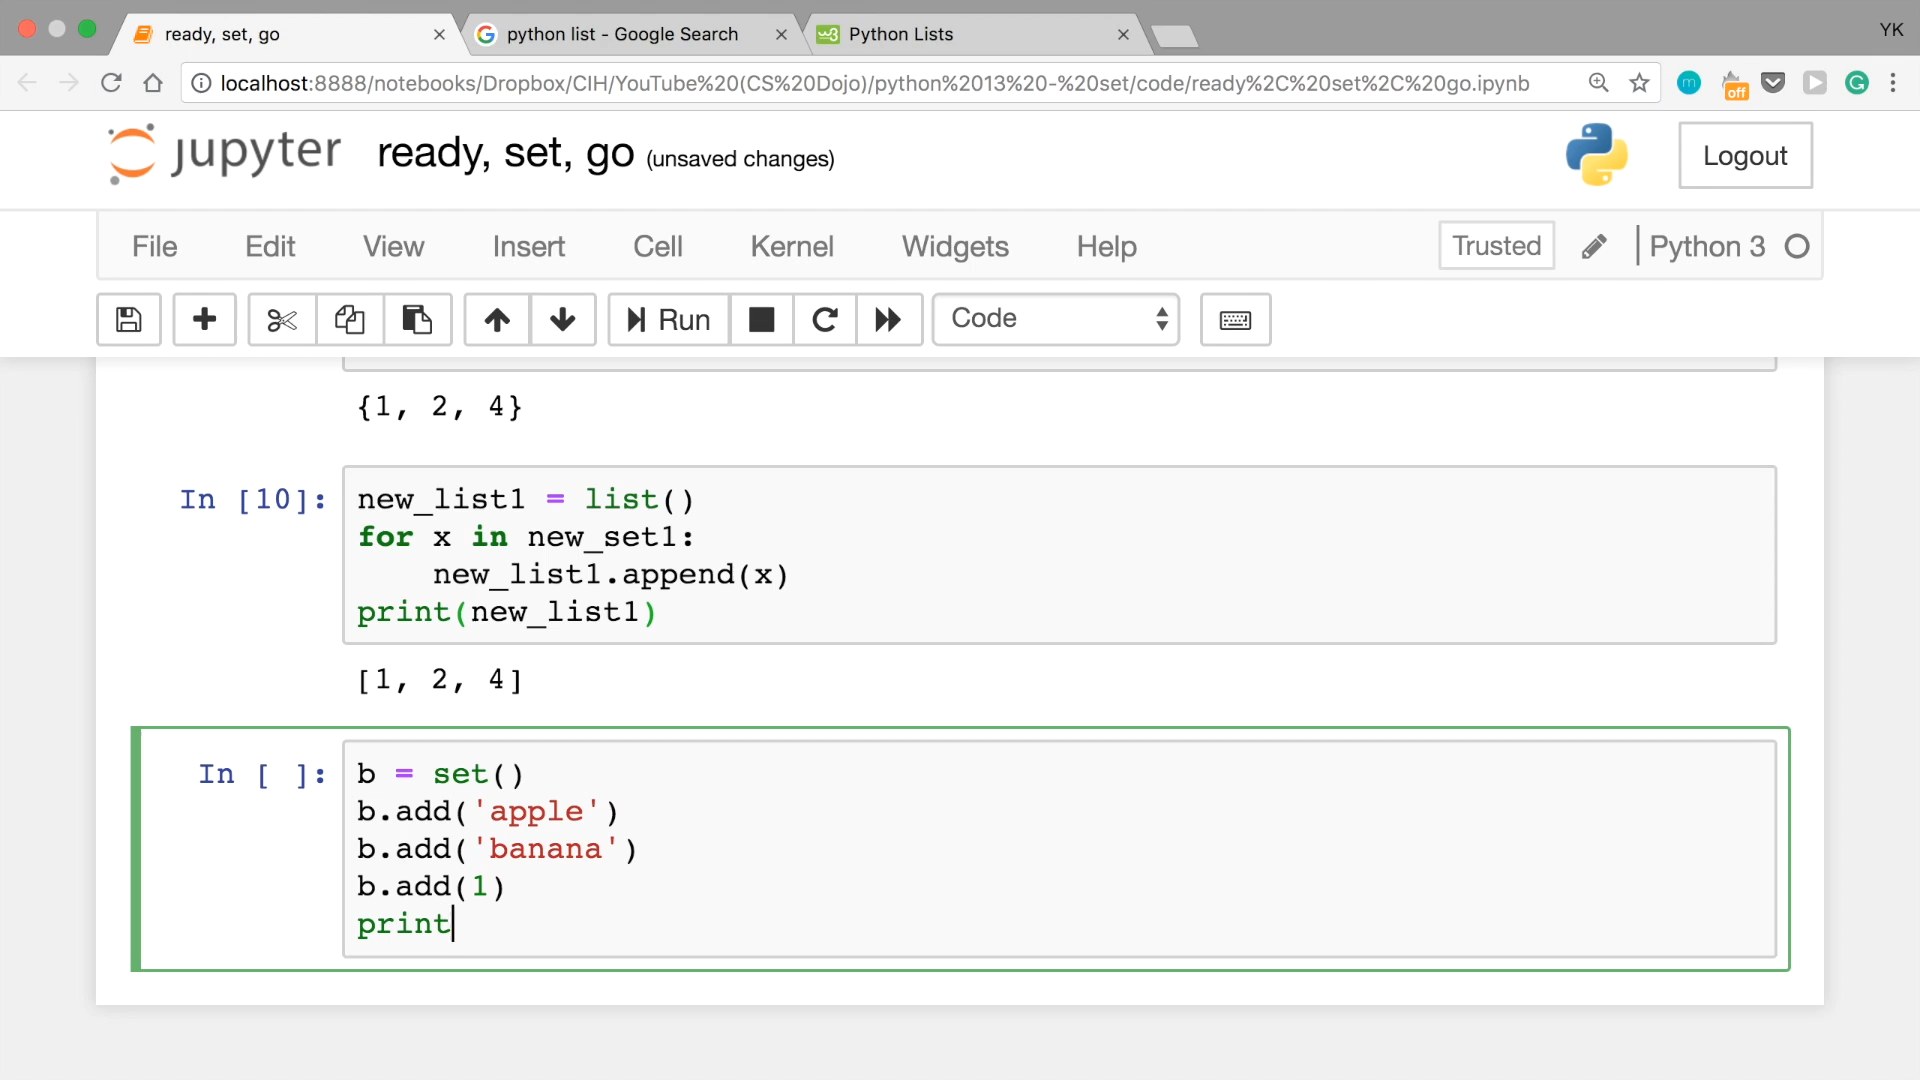 ready, set, go
python list - Google Search
Python Lists
YK
localhost:8888/notebooks/Dropbox/CIH/YouTube%20(CS%20Dojo)/python%2013%20-%20set/code/ready%2C%20set%2C%20go.ipynb
m
off
G
jupyter ready, set, go (unsaved changes)
Logout
File Edit View Insert Cell Kernel Widgets Help
Trusted
Python 3
Run
Code
{1, 2, 4}
In [10]: new_list1 = list()
for x in new_set1:
    new_list1.append(x)
print(new_list1)
[1, 2, 4]
In [ ]: b = set()
b.add('apple')
b.add('banana')
b.add(1)
print